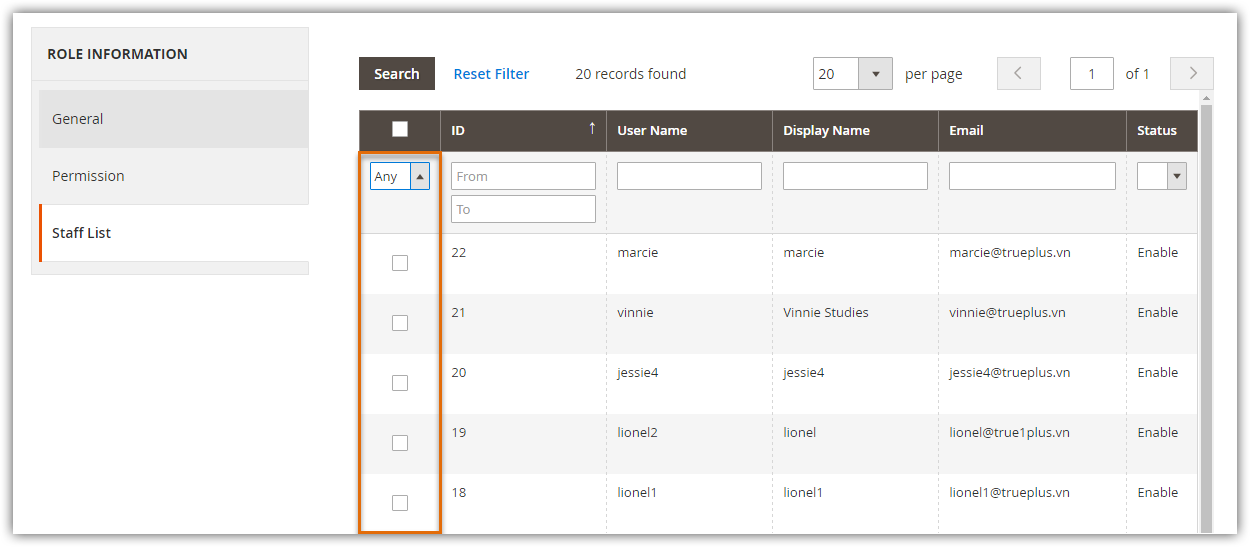 ROLE INFORMATION
General
Permission
Staff List
Search Reset Filter 20 records found 20 per page 1 of 1
ID ↑ User Name Display Name Email Status
Any From
To
22 marcie marcie marcie@trueplus.vn Enable
21 vinnie Vinnie Studies vinnie@trueplus.vn Enable
20 jessie4 jessie4 jessie4@trueplus.vn Enable
19 lionel2 lionel lionel@true1plus.vn Enable
18 lionel1 lionel1 lionel1@trueplus.vn Enable